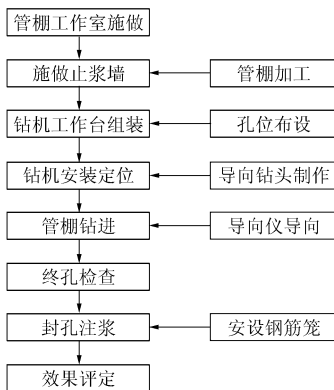 管棚工作室施做
施做止浆墙
管棚加工
钻机工作台组装
孔位布设
钻机安装定位
导向钻头制作
管棚钻进
导向仪导向
终孔检查
封孔注浆
安设钢筋笼
效果评定